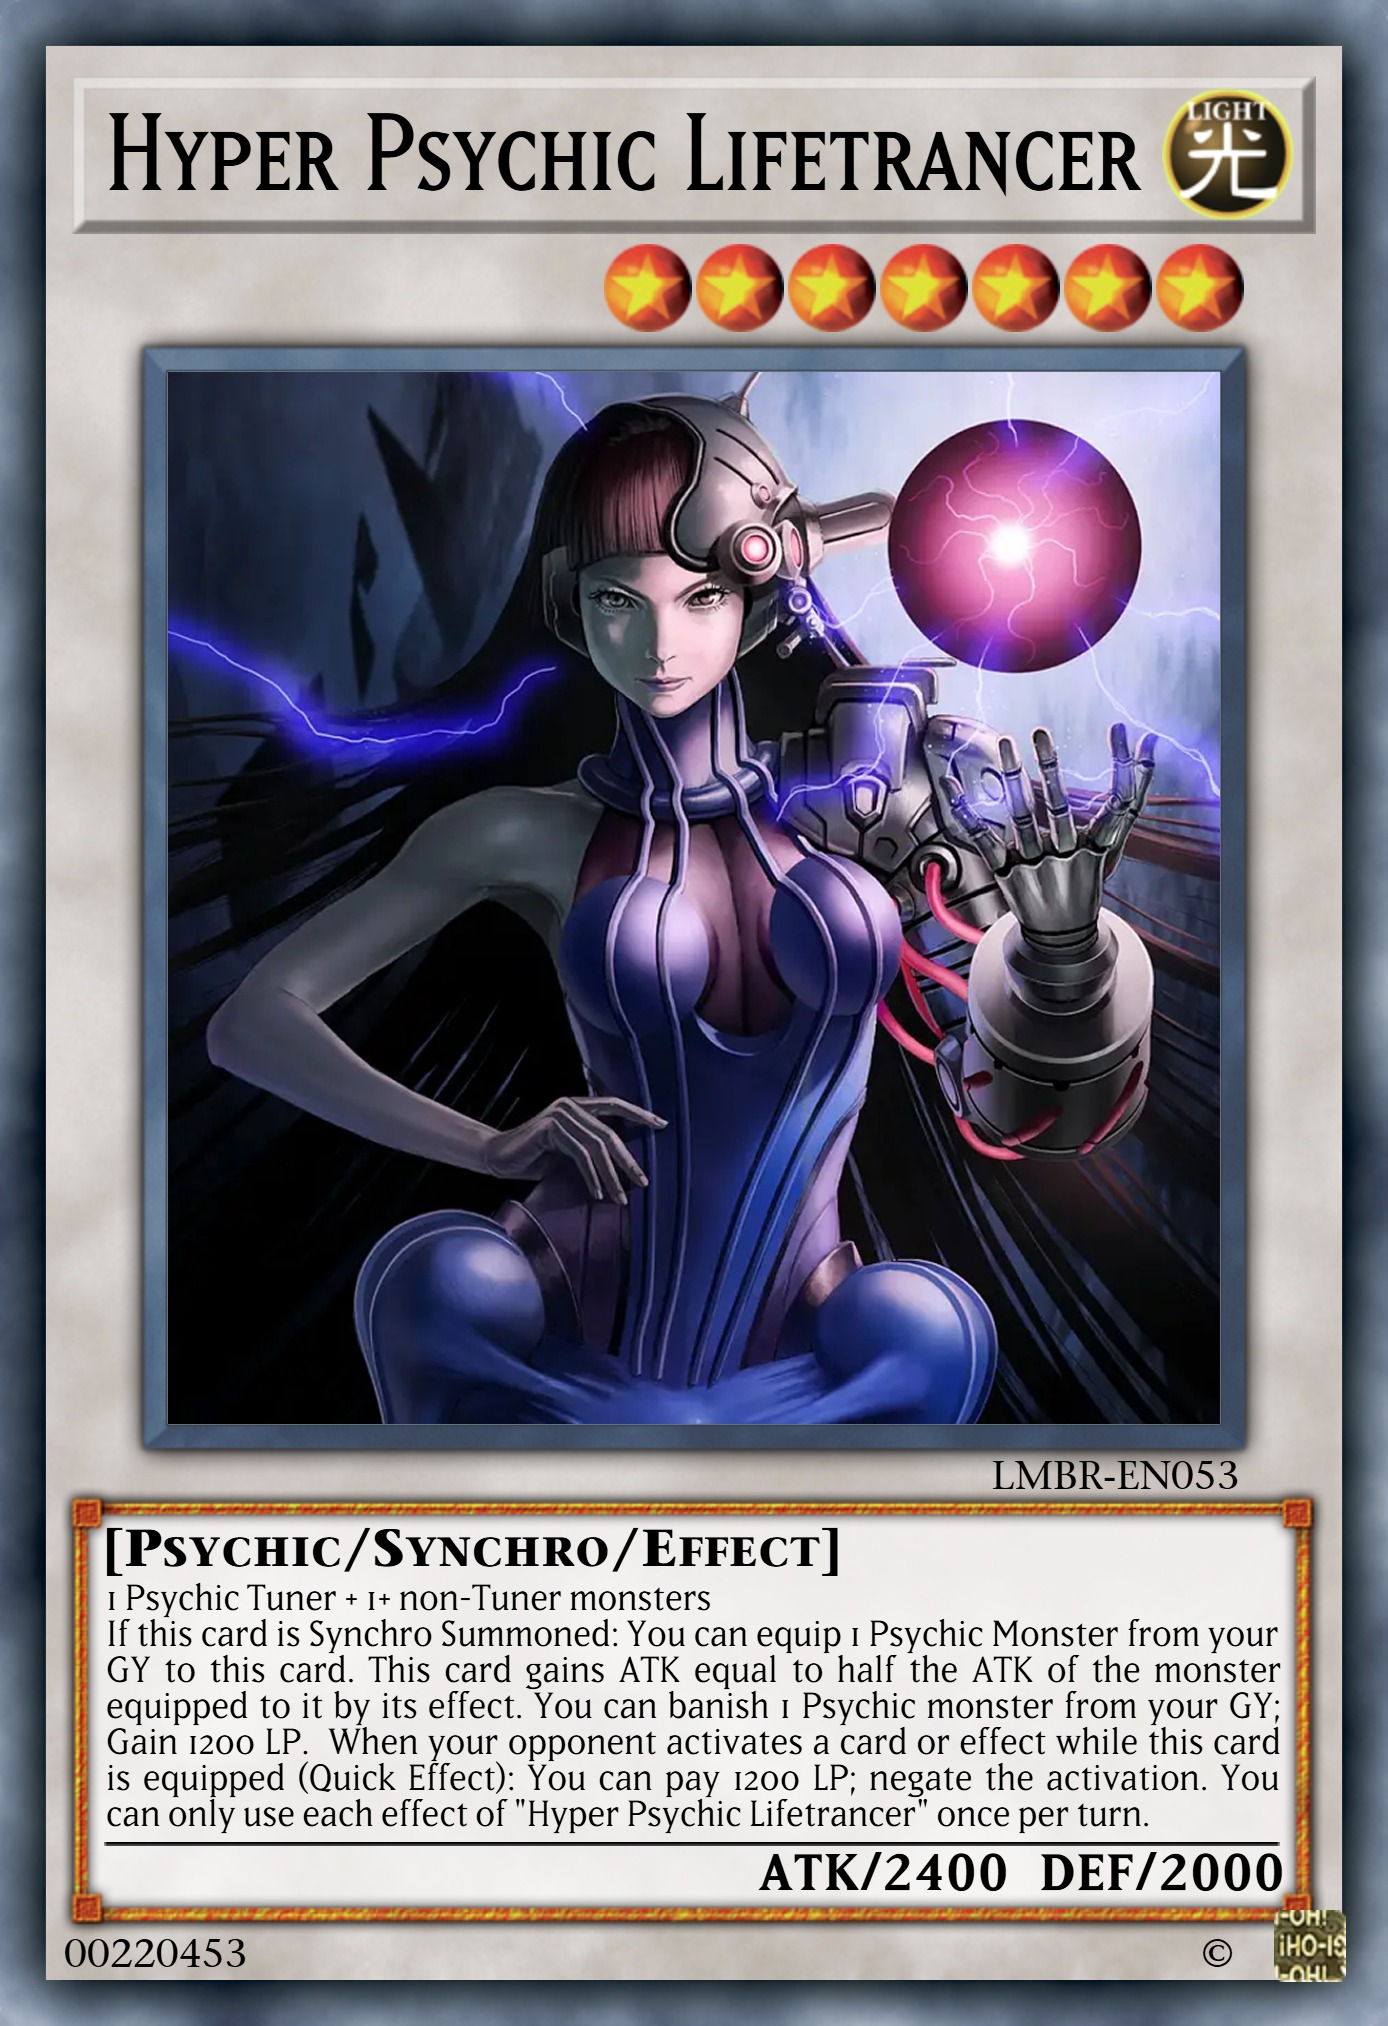 Hyper Psychic Lifetrancer
LIGHT
光
LMBR-EN053
[Psychic/Synchro/Effect]
1 Psychic Tuner + 1+ non-Tuner monsters
If this card is Synchro Summoned: You can equip 1 Psychic Monster from your
GY to this card. This card gains ATK equal to half the ATK of the monster
equipped to it by its effect. You can banish 1 Psychic monster from your GY;
Gain 1200 LP. When your opponent activates a card or effect while this card
is equipped (Quick Effect): You can pay 1200 LP; negate the activation. You
can only use each effect of "Hyper Psychic Lifetrancer" once per turn.
ATK/2400 DEF/2000
00220453
©